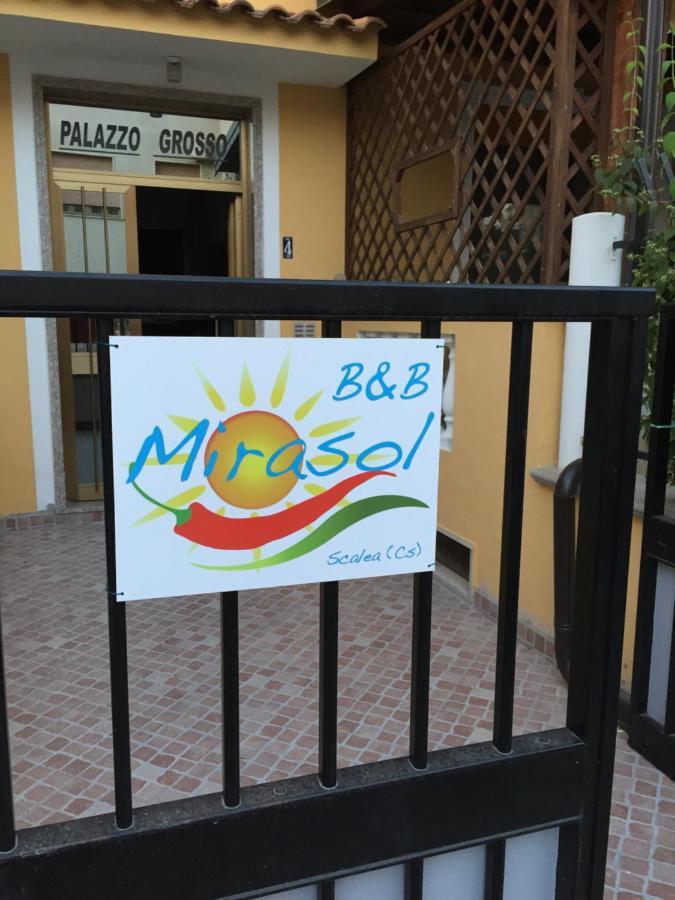 PALAZZO GROSSO
4
B&B
Mirasol
Scalea (Cs)